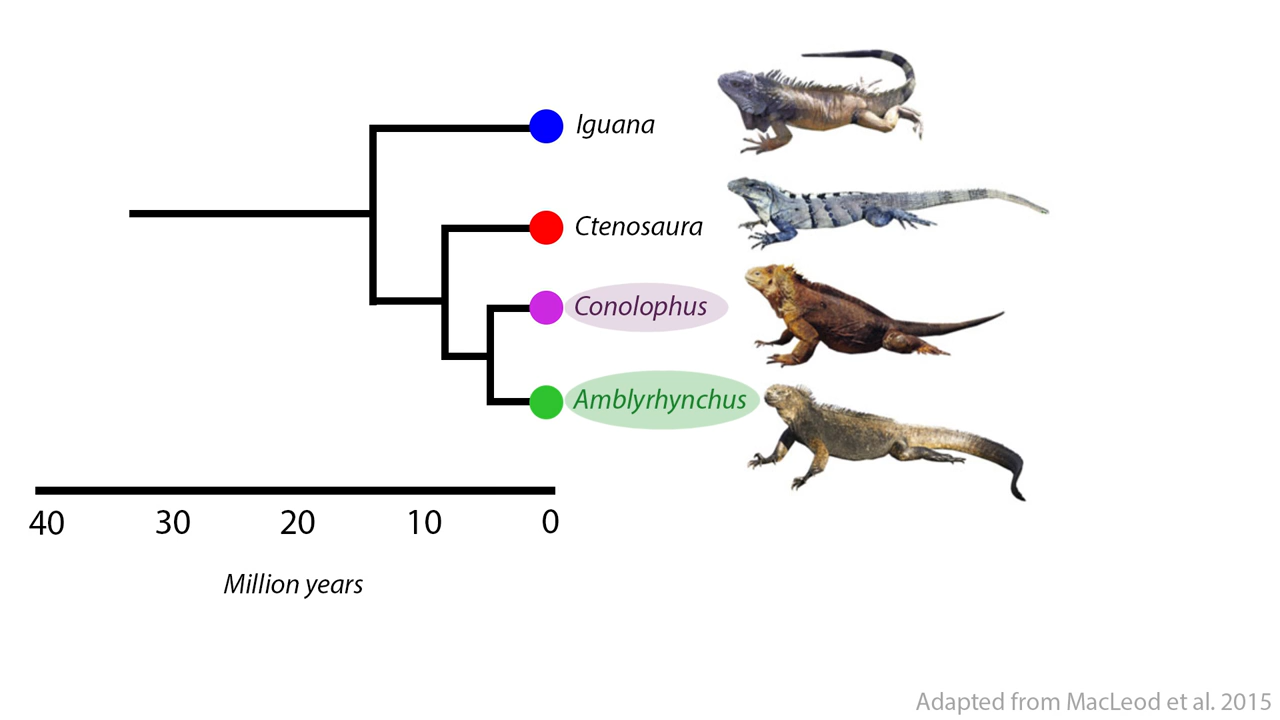 Iguana
Ctenosaura
Conolophus
Amblyrhynchus
40 30 20 10 0
Million years
Adapted from MacLeod et al. 2015